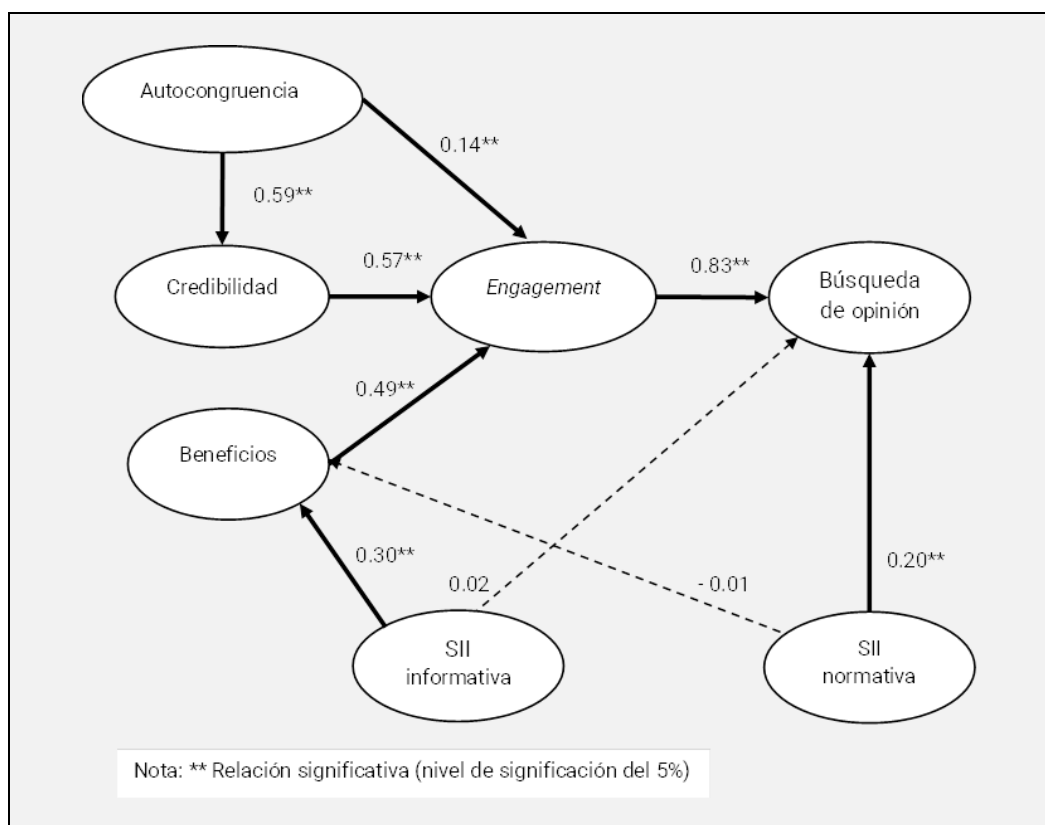 Autocongruencia
0.14**
0.59**
Credibilidad
0.57**
Engagement
0.83**
Búsqueda
de opinión
0.49**
Beneficios
0.30**
0.02
- 0.01
0.20**
SII
informativa
SII
normativa
Nota: ** Relación significativa (nivel de significación del 5%)